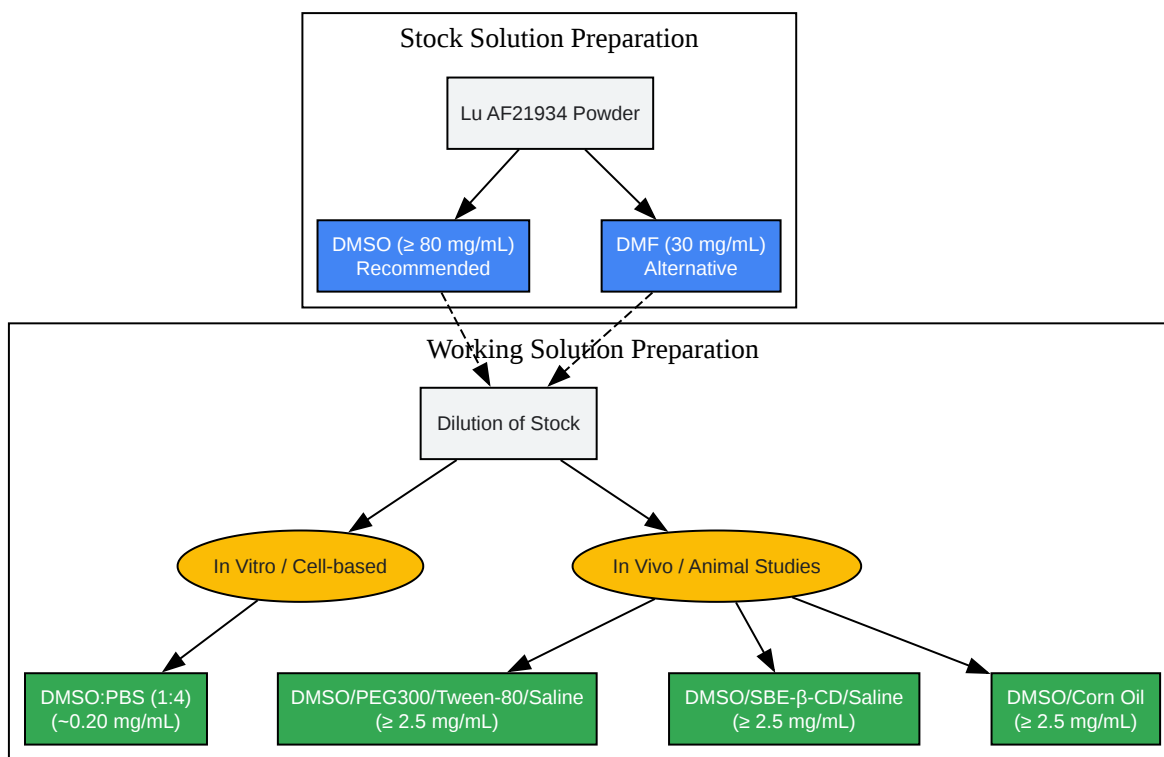 Stock Solution Preparation
Lu AF21934 Powder
DMSO (≥ 80 mg/mL)
Recommended
DMF (30 mg/mL)
Alternative
Working Solution Preparation
Dilution of Stock
In Vitro / Cell-based
In Vivo / Animal Studies
DMSO:PBS (1:4)
(~0.20 mg/mL)
DMSO/PEG300/Tween-80/Saline
(≥ 2.5 mg/mL)
DMSO/SBE-β-CD/Saline
(≥ 2.5 mg/mL)
DMSO/Corn Oil
(≥ 2.5 mg/mL)